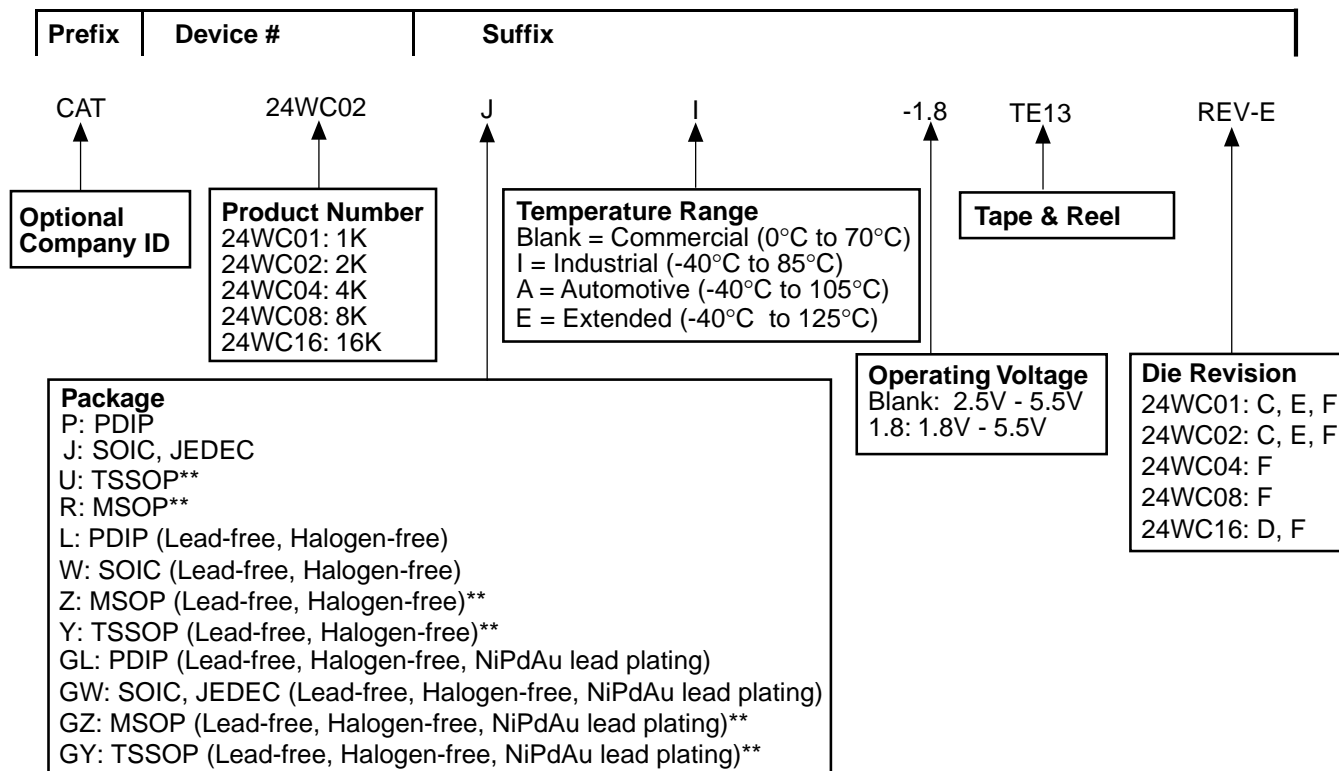 Prefix Device # Suffix
CAT 24WC02 J I -1.8 TE13 REV-E
Optional
Company ID
Product Number
24WC01: 1K
24WC02: 2K
24WC04: 4K
24WC08: 8K
24WC16: 16K
Temperature Range
Blank = Commercial (0°C to 70°C)
I = Industrial (-40°C to 85°C)
A = Automotive (-40°C to 105°C)
E = Extended (-40°C to 125°C)
Tape & Reel
Operating Voltage
Blank: 2.5V - 5.5V
1.8: 1.8V - 5.5V
Die Revision
24WC01: C, E, F
24WC02: C, E, F
24WC04: F
24WC08: F
24WC16: D, F
Package
P: PDIP
J: SOIC, JEDEC
U: TSSOP**
R: MSOP**
L: PDIP (Lead-free, Halogen-free)
W: SOIC (Lead-free, Halogen-free)
Z: MSOP (Lead-free, Halogen-free)**
Y: TSSOP (Lead-free, Halogen-free)**
GL: PDIP (Lead-free, Halogen-free, NiPdAu lead plating)
GW: SOIC, JEDEC (Lead-free, Halogen-free, NiPdAu lead plating)
GZ: MSOP (Lead-free, Halogen-free, NiPdAu lead plating)**
GY: TSSOP (Lead-free, Halogen-free, NiPdAu lead plating)**